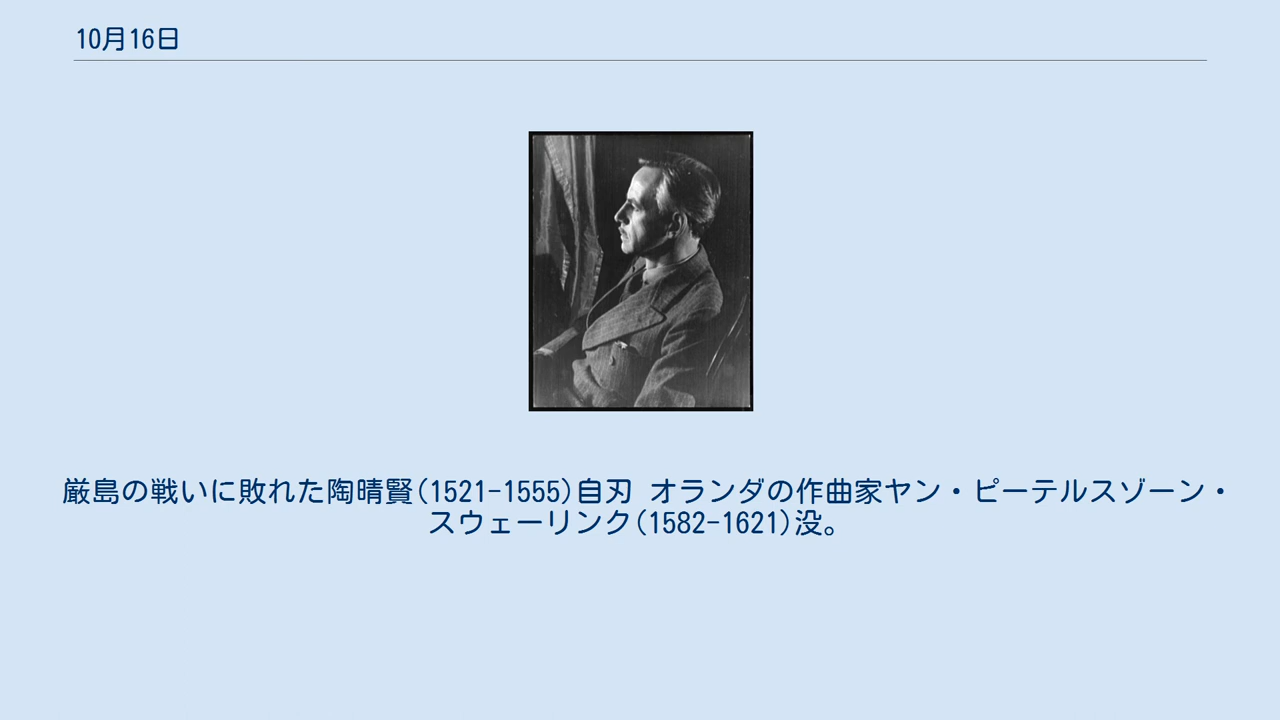 10月16日
厳島の戦いに敗れた陶晴賢(1521-1555)自刃 オランダの作曲家ヤン・ピーテルスゾーン・
スウェーリンク(1582-1621)没。